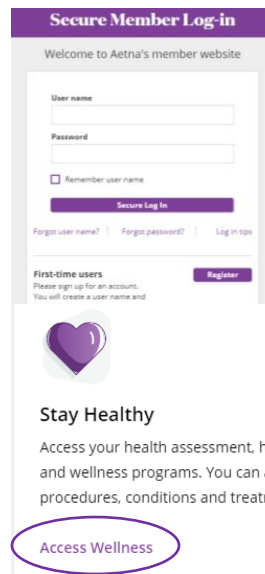 Secure Member Log-in
Welcome to Aetna's member website
User name
Password
Remember user name
Secure Log In
Forgot user name? Forgot password? Log in tips
First-time users Register
Please sign up for an account.
You will create a user name and
Stay Healthy
Access your health assessment, h
and wellness programs. You can
procedures, conditions and treat
Access Wellness